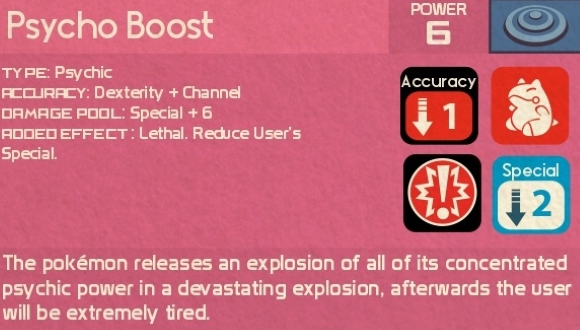 Psycho Boost
POWER
6
TYPE: Psychic
ACCURACY: Dexterity + Channel
DAMAGE POOL: Special + 6
ADDED EFFECT: Lethal. Reduce User's
Special.
Accuracy
1
!
Special
2
The pokémon releases an explosion of all of its concentrated
psychic power in a devastating explosion, afterwards the user
will be extremely tired.